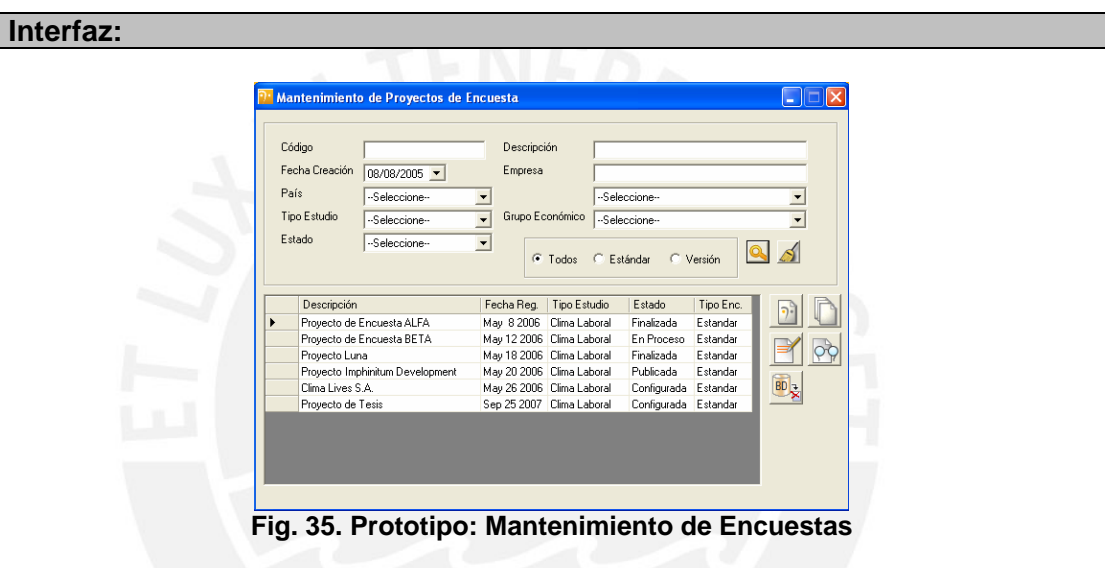 Interfaz:
Mantenimiento de Proyectos de Encuesta
Código Descripción
Fecha Creación 08/08/2005 Empresa
País --Seleccione-- --Seleccione--
Tipo Estudio --Seleccione-- Grupo Económico --Seleccione--
Estado --Seleccione--
Todos Estándar Versión
Descripción Fecha Reg. Tipo Estudio Estado Tipo Enc.
Proyecto de Encuesta ALFA May 8 2006 Clima Laboral Finalizada Estandar
Proyecto de Encuesta BETA May 12 2006 Clima Laboral En Proceso Estandar
Proyecto Luna May 18 2006 Clima Laboral Finalizada Estandar
Proyecto Imphinitum Development May 20 2006 Clima Laboral Publicada Estandar
Clima Lives S.A. May 26 2006 Clima Laboral Configurada Estandar
Proyecto de Tesis Sep 25 2007 Clima Laboral Configurada Estandar
BD
Fig. 35. Prototipo: Mantenimiento de Encuestas